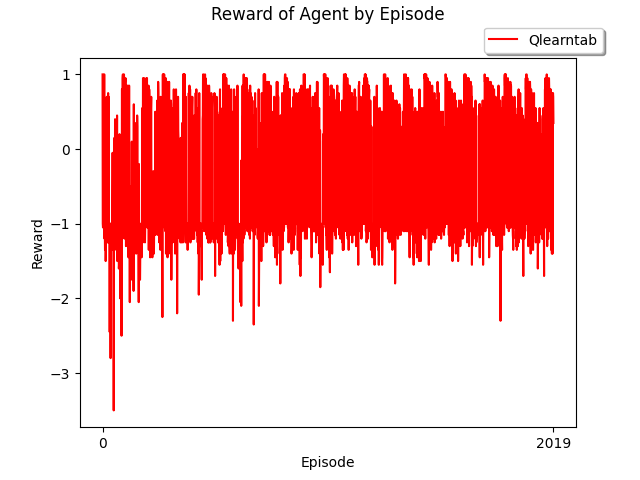 Reward of Agent by Episode
Qlearntab
1
0
−1
−2
−3
Reward
0
2019
Episode